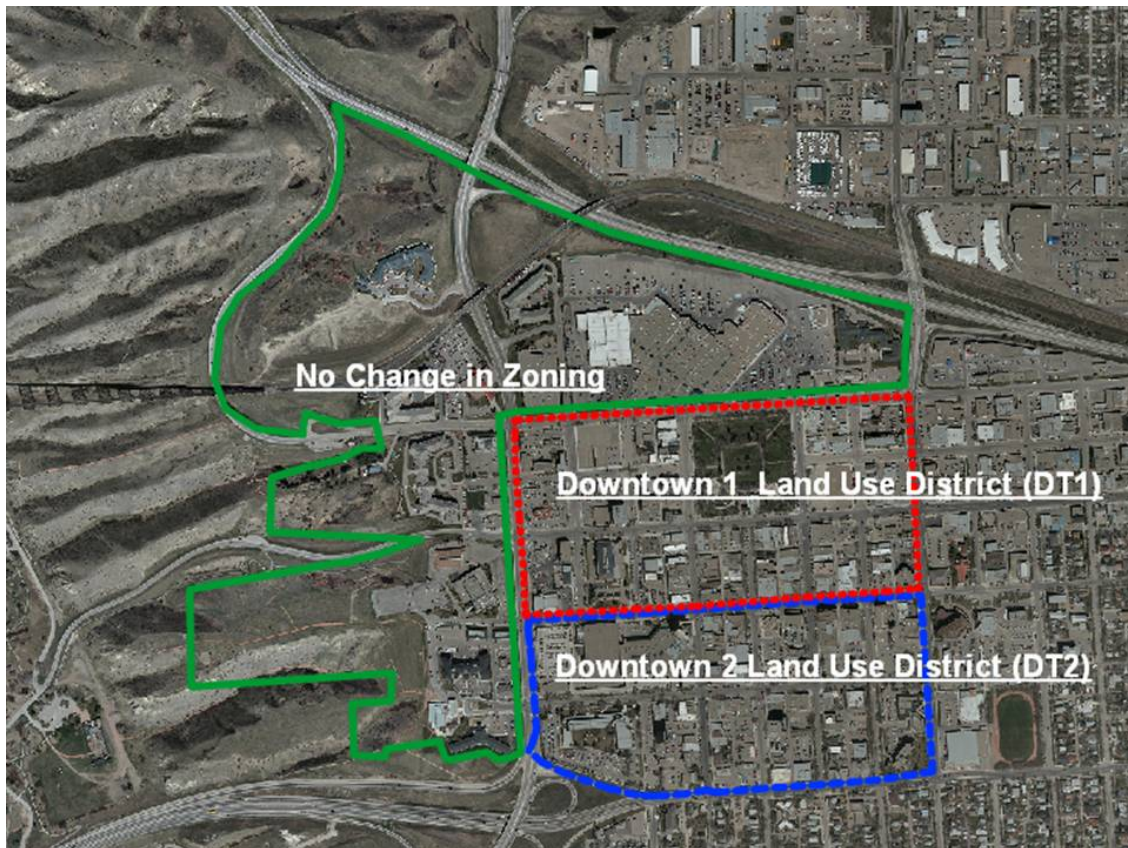 No Change in Zoning
Downtown 1 Land Use District (DT1)
Downtown 2 Land Use District (DT2)